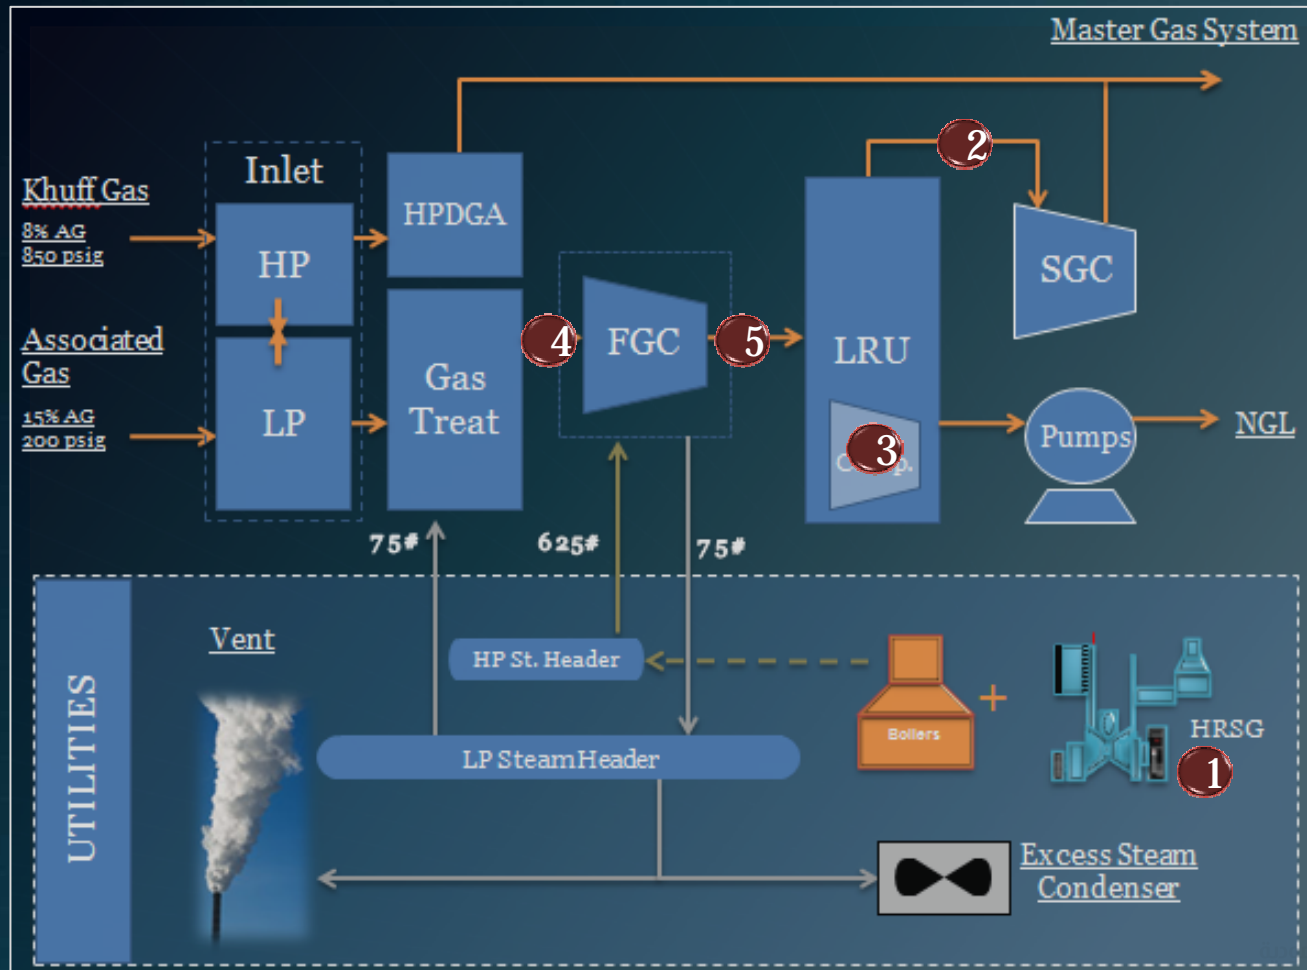 Master Gas System
2
Inlet
Khuff Gas
8% AG
850 psig
HP
HPDGA
SGC
Associated
Gas
15% AG
200 psig
LP
Gas
Treat
4
FGC
5
LRU
3
Pumps
NGL
75#
625#
75#
UTILITIES
Vent
HP St. Header
Boilers
+
HRSG
1
LP Steam Header
Excess Steam
Condenser